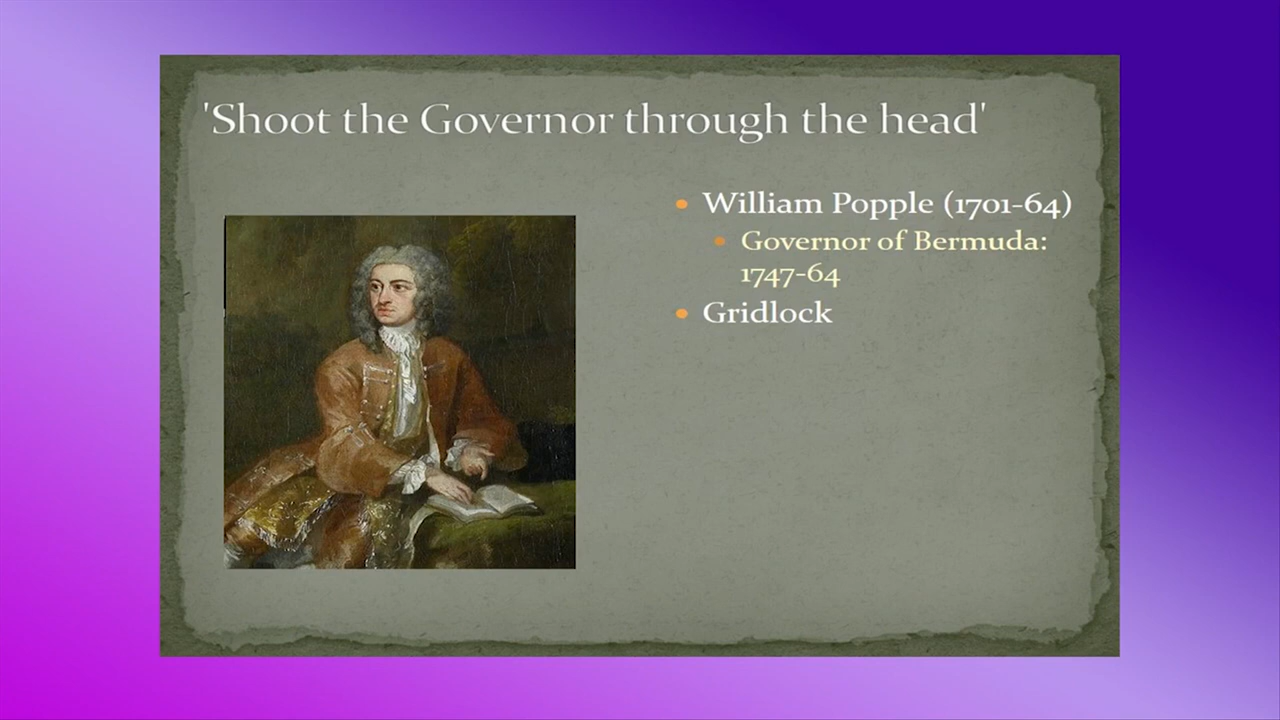 'Shoot the Governor through the head'
William Popple (1701-64)
Governor of Bermuda:
1747-64
Gridlock